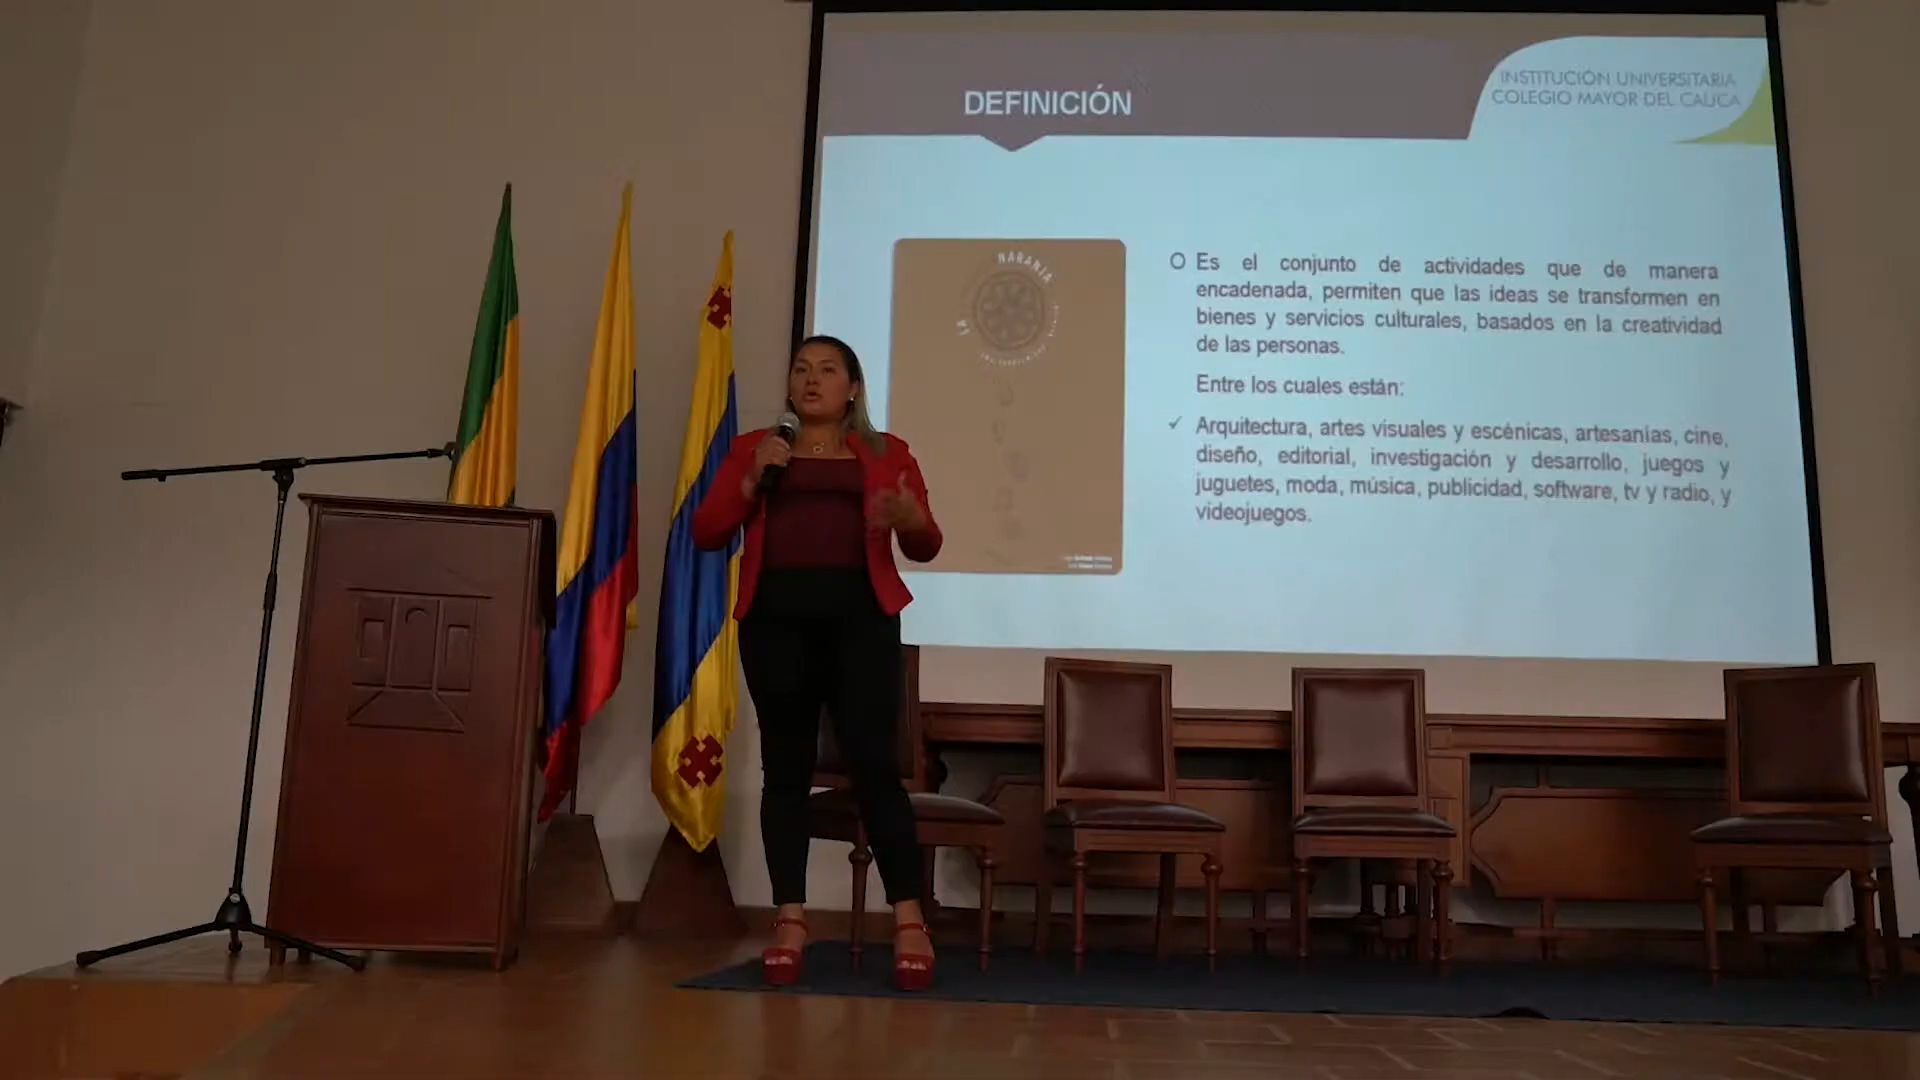 DEFINICIÓN
INSTITUCIÓN UNIVERSITARIA
COLEGIO MAYOR DEL CAUCA
LA
NARANJA
O Es el conjunto de actividades que de manera
encadenada, permiten que las ideas se transformen en
bienes y servicios culturales, basados en la creatividad
de las personas.
Entre los cuales están:
✓ Arquitectura, artes visuales y escénicas, artesanías, cine,
diseño, editorial, investigación y desarrollo, juegos y
juguetes, moda, música, publicidad, software, tv y radio, y
videojuegos.